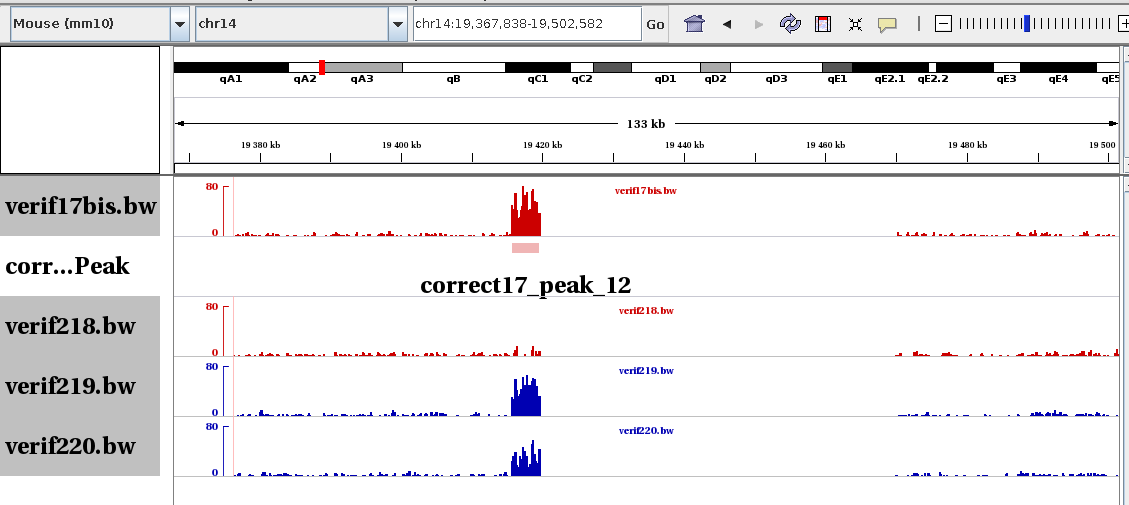 Mouse (mm10) chr14 chr14:19,367,838-19,502,582 Go
qA1 qA2 qA3 qB qC1 qC2 qD1 qD2 qD3 qE1 qE2.1 qE2.2 qE3 qE4 qE5
133 kb
19 380 kb 19 400 kb 19 420 kb 19 440 kb 19 460 kb 19 480 kb 19 500
80 verif17bis.bw
verif17bis.bw
0
corr...Peak
correct17_peak_12
80 verif218.bw
verif218.bw
0
80 verif219.bw
verif219.bw
0
80 verif220.bw
verif220.bw
0